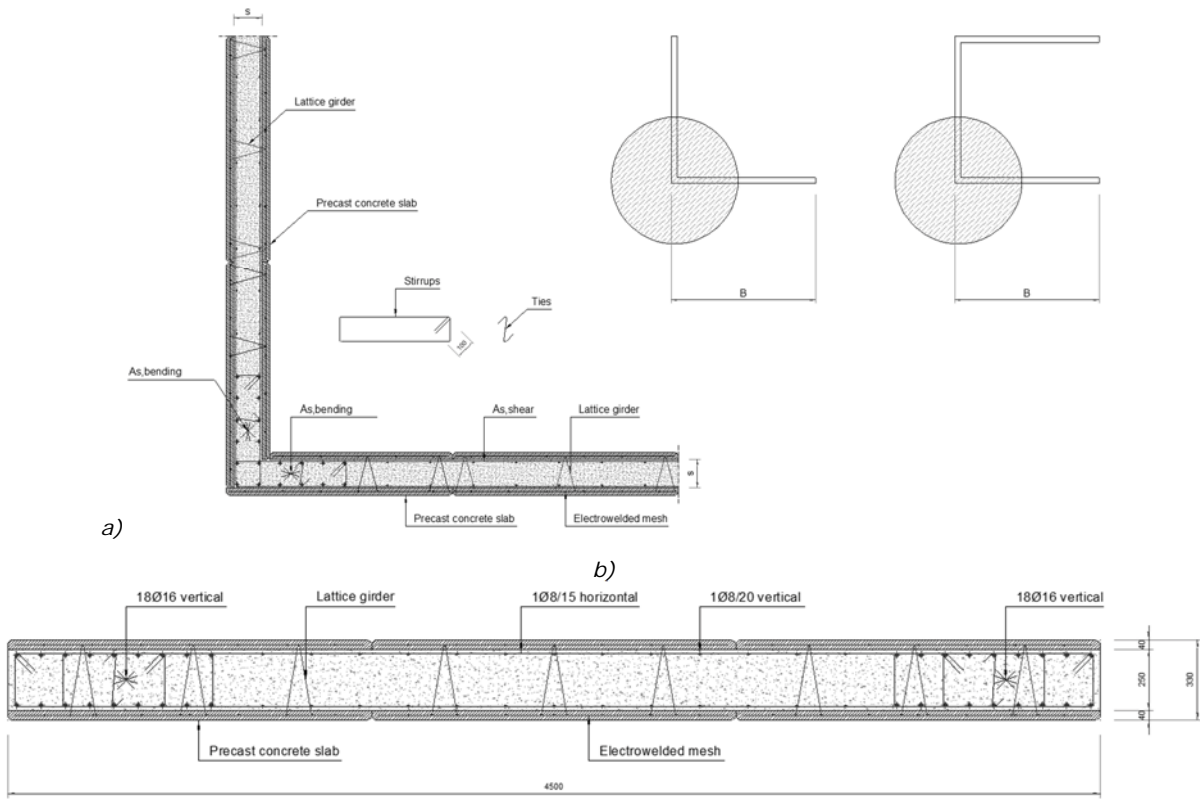 s
Lattice girder
Precast concrete slab
Stirrups
Ties
100
As,bending
As,bending
As,shear
Lattice girder
s
Precast concrete slab
Electrowelded mesh
a)
B
B
b)
18Ø16 vertical
Lattice girder
1Ø8/15 horizontal
1Ø8/20 vertical
18Ø16 vertical
40
250
40
330
Precast concrete slab
Electrowelded mesh
4500